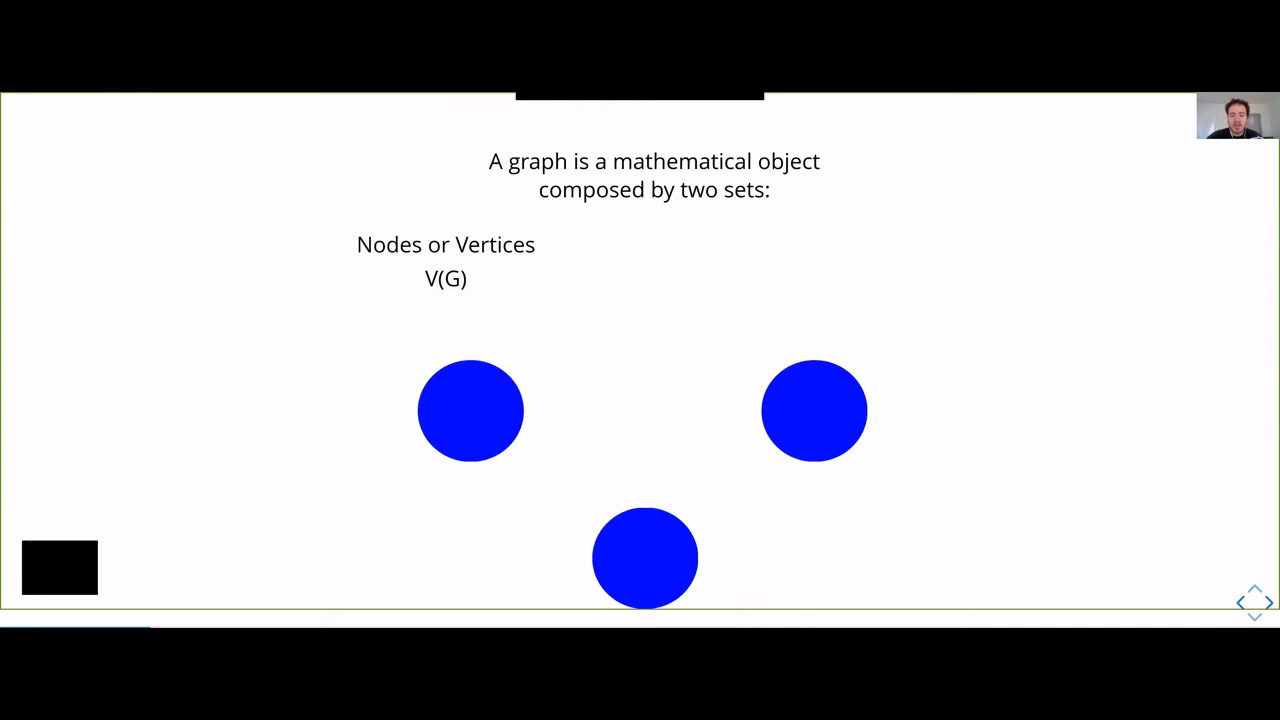 A graph is a mathematical object
composed by two sets:
Nodes or Vertices
V(G)